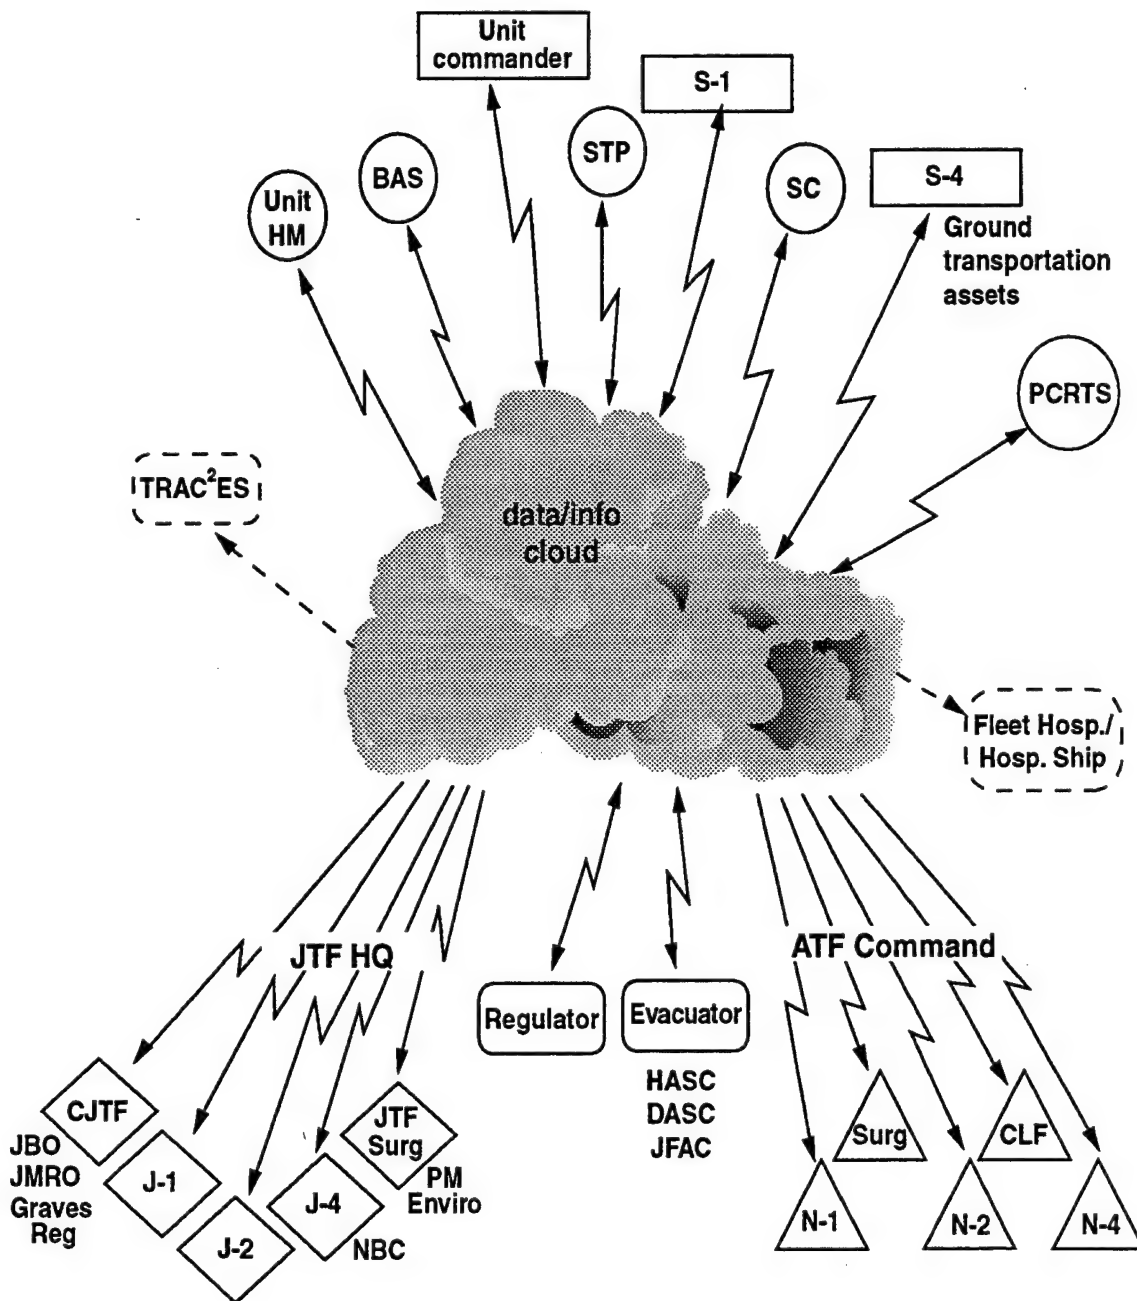 Unit
commander
S-1
STP
BAS
SC
S-4
Unit
HM
Ground
transportation
assets
PCRTS
TRAC²ES
data/info
cloud
Fleet Hosp./
Hosp. Ship
JTF HQ
ATF Command
Regulator
Evacuator
HASC
DASC
JFAC
CJTF
JBO
JMRO
Graves
Reg
J-1
J-2
J-4
NBC
JTF
Surg
PM
Enviro
Surg
CLF
N-1
N-2
N-4